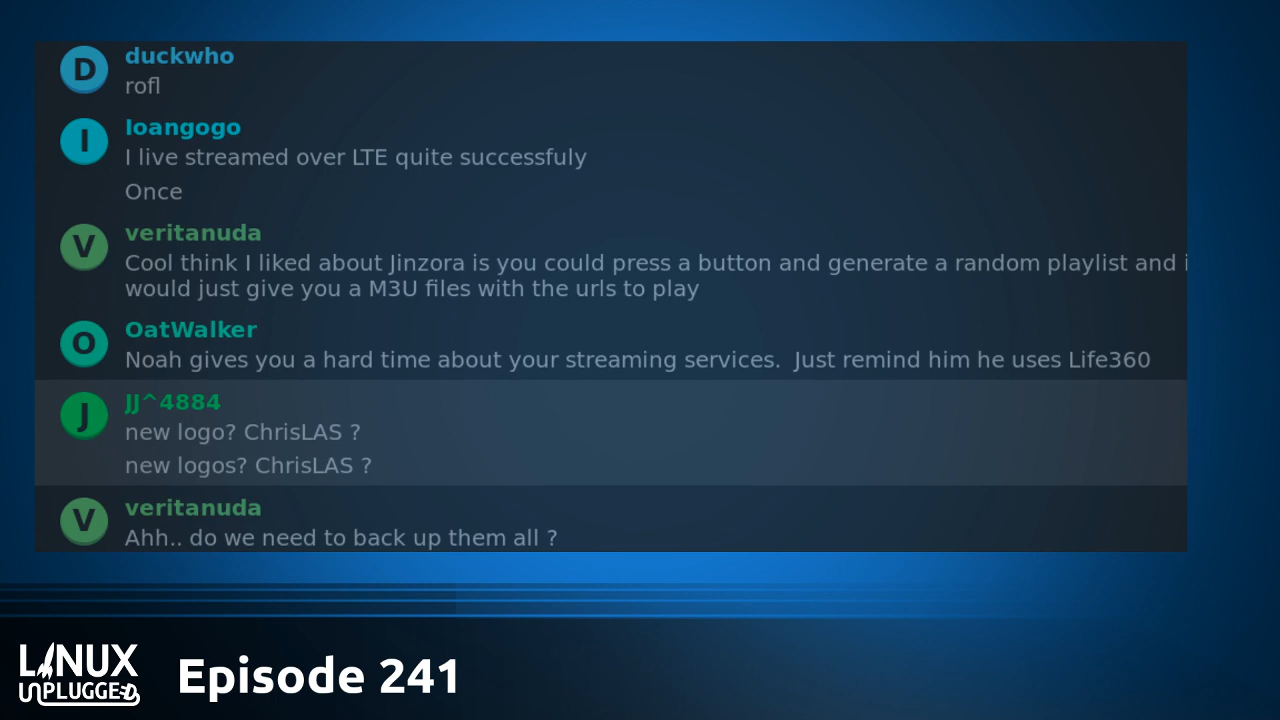 D
duckwho
rofl
I
loangogo
I live streamed over LTE quite successfuly
Once
V
veritanuda
Cool think I liked about Jinzora is you could press a button and generate a random playlist and
would just give you a M3U files with the urls to play
O
OatWalker
Noah gives you a hard time about your streaming services.  Just remind him he uses Life360
J
JJ^4884
new logo? ChrisLAS ?
new logos? ChrisLAS ?
V
veritanuda
Ahh.. do we need to back up them all ?
LINUX
UNPLUGGED
Episode 241